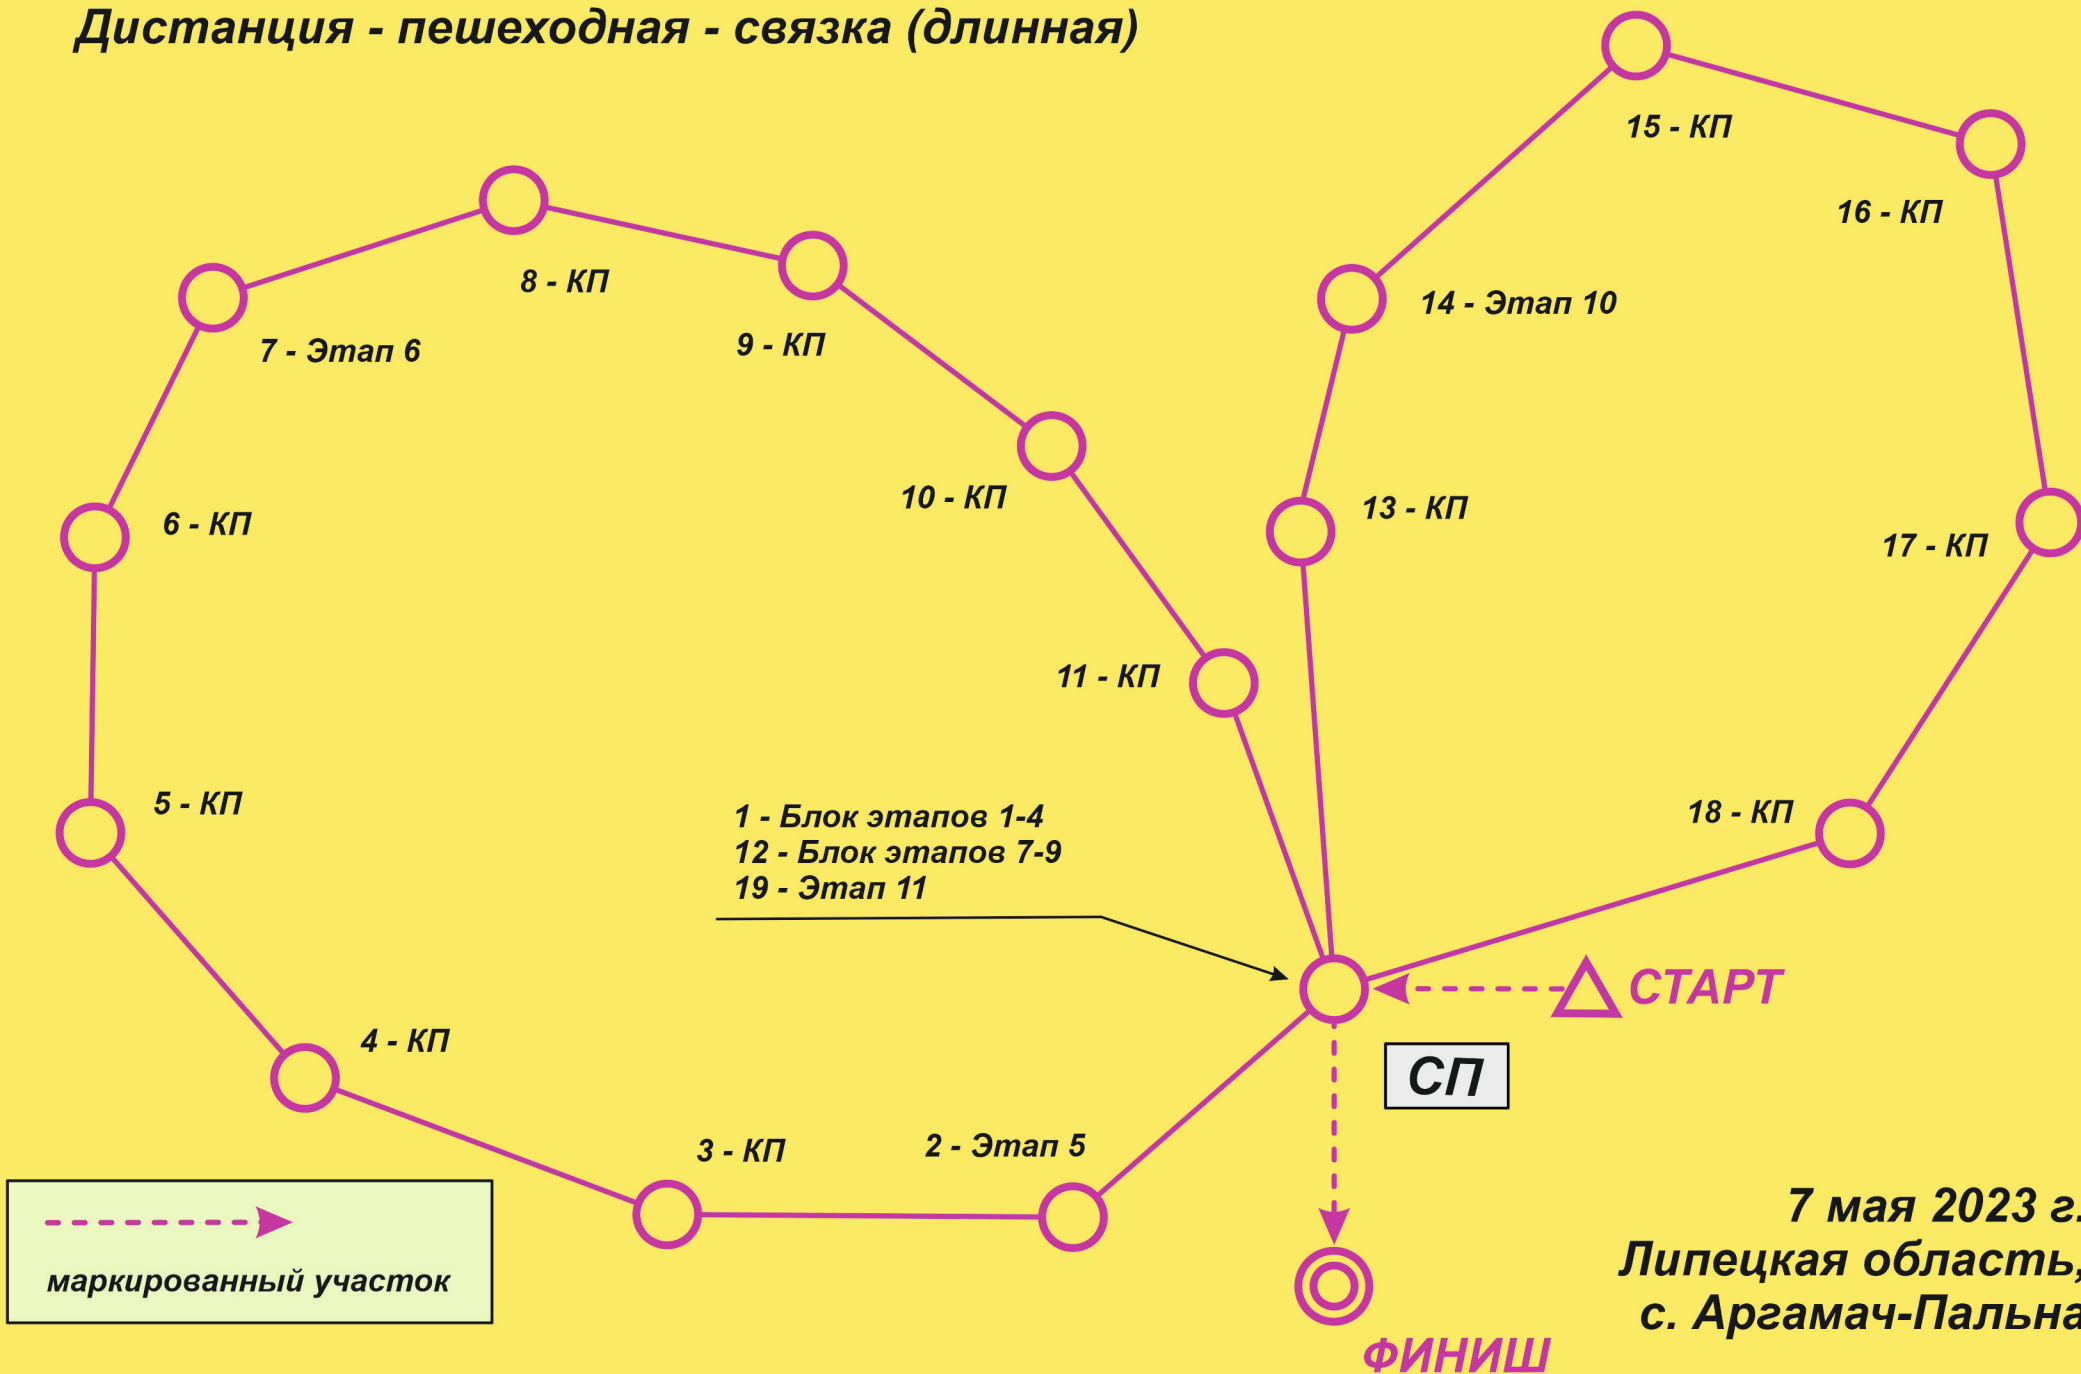 Дистанция - пешеходная - связка (длинная)
15 - КП
16 - КП
8 - КП
14 - Этап 10
7 - Этап 6
9 - КП
10 - КП
13 - КП
6 - КП
17 - КП
11 - КП
5 - КП
18 - КП
1 - Блок этапов 1-4
12 - Блок этапов 7-9
19 - Этап 11
СТАРТ
4 - КП
СП
3 - КП
2 - Этап 5
маркированный участок
7 мая 2023 г.
Липецкая область,
с. Аргамач-Пальна
ФИНИШ